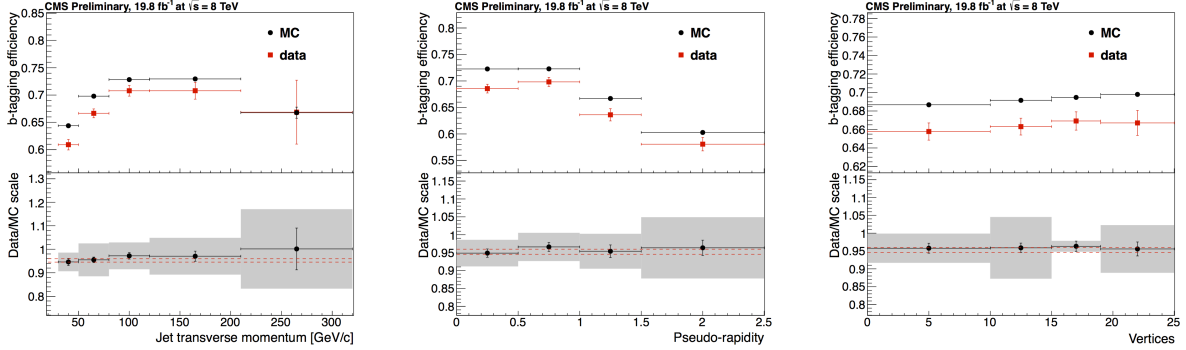 CMS Preliminary, 19.8 fb⁻¹ at √s = 8 TeV
b-tagging efficiency
0.85
0.8
0.75
0.7
0.65
0.6
MC
data
Data/MC scale
1.3
1.2
1.1
1
0.9
0.8
50 100 150 200 250 300
Jet transverse momentum [GeV/c]
CMS Preliminary, 19.8 fb⁻¹ at √s = 8 TeV
b-tagging efficiency
0.8
0.75
0.7
0.65
0.6
0.55
MC
data
Data/MC scale
1.15
1.1
1.05
1
0.95
0.9
0.85
0.8
0 0.5 1 1.5 2 2.5
Pseudo-rapidity
CMS Preliminary, 19.8 fb⁻¹ at √s = 8 TeV
b-tagging efficiency
0.78
0.76
0.74
0.72
0.7
0.68
0.66
0.64
0.62
MC
data
Data/MC scale
1.15
1.1
1.05
1
0.95
0.9
0.85
0.8
0 5 10 15 20 25
Vertices